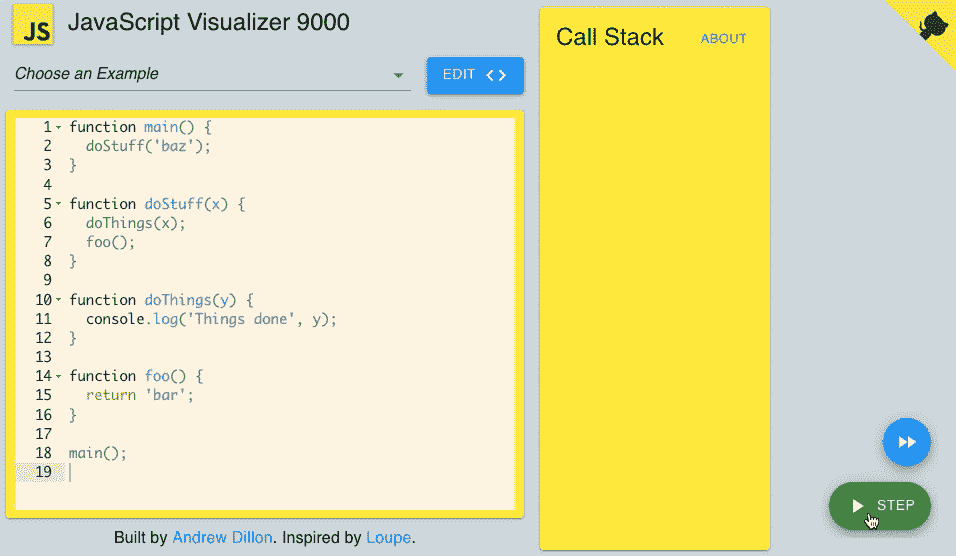 JS JavaScript Visualizer 9000
Choose an Example
EDIT < >
1 function main() {
2 doStuff('baz');
3 }
4
5 function doStuff(x) {
6 doThings(x);
7 foo();
8 }
9
10 function doThings(y) {
11 console.log('Things done', y);
12 }
13
14 function foo() {
15 return 'bar';
16 }
17
18 main();
19
Built by Andrew Dillon. Inspired by Loupe.
Call Stack
ABOUT
STEP